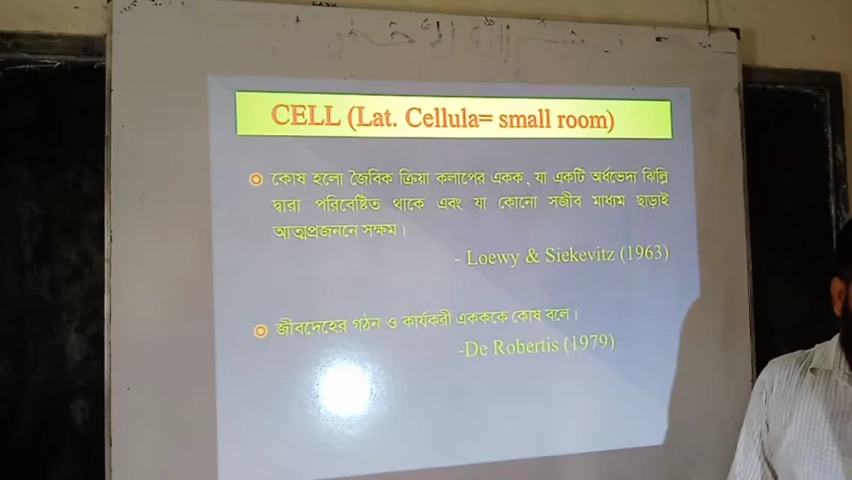 CELL (Lat. Cellula= small room)
কোষ হলো জৈবিক ক্রিয়া কলাপের একক, যা একটি অর্ধভেদ্য ঝিল্লি
দ্বারা পরিবেষ্টিত থাকে এবং যা কোনো সজীব মাধ্যম ছাড়াই
আত্মপ্রজননে সক্ষম।
- Loewy & Siekevitz (1963)
জীবদেহের গঠন ও কার্যকরী একককে কোষ বলে।
-De Robertis (1979)